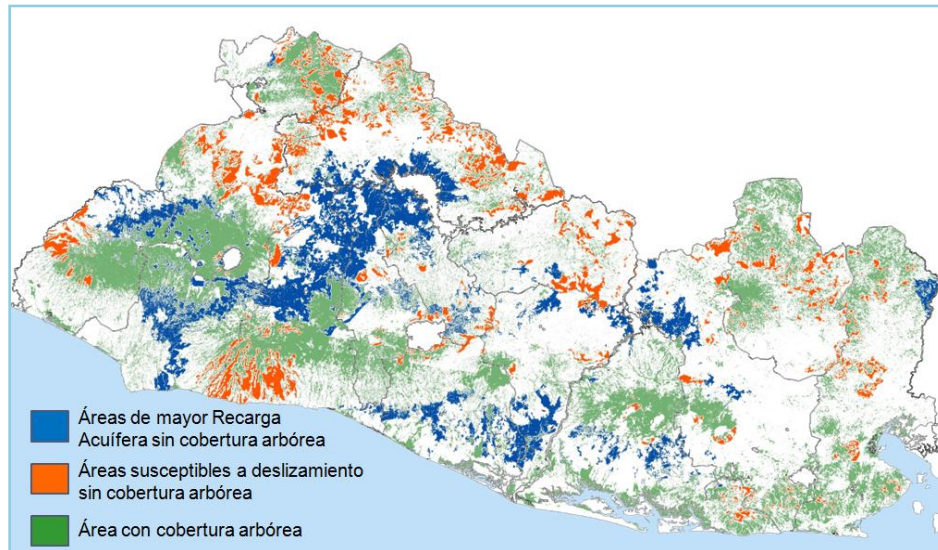 Áreas de mayor Recarga
Acuífera sin cobertura arbórea
Áreas susceptibles a deslizamiento
sin cobertura arbórea
Área con cobertura arbórea